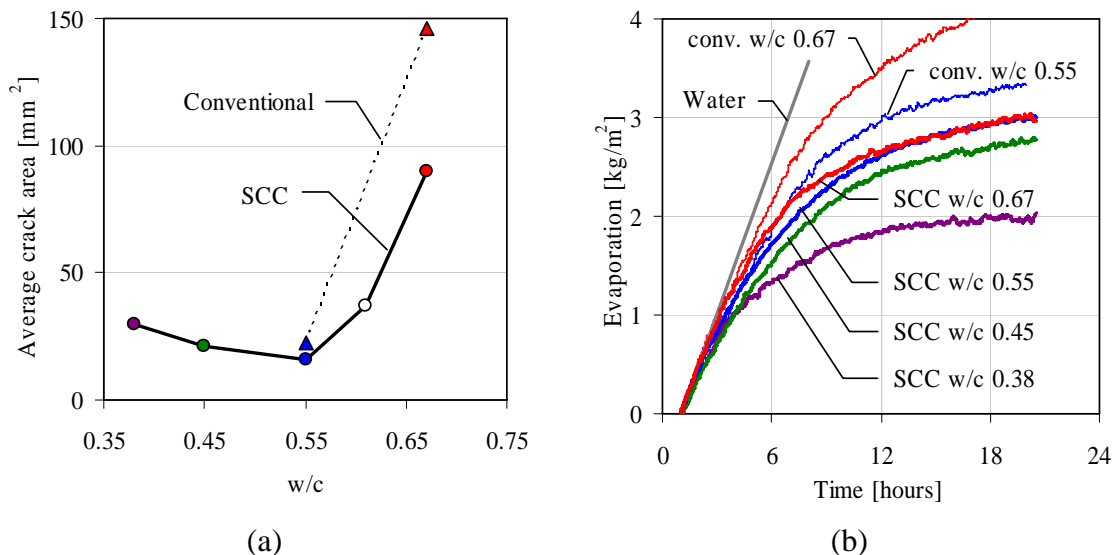 150
100
50
0
0.35 0.45 0.55 0.65 0.75
w/c
Average crack area [mm²]
Conventional
SCC
(a)
4
3
2
1
0
0 6 12 18 24
Time [hours]
Evaporation [kg/m²]
conv. w/c 0.67
conv. w/c 0.55
Water
SCC w/c 0.67
SCC w/c 0.55
SCC w/c 0.45
SCC w/c 0.38
(b)